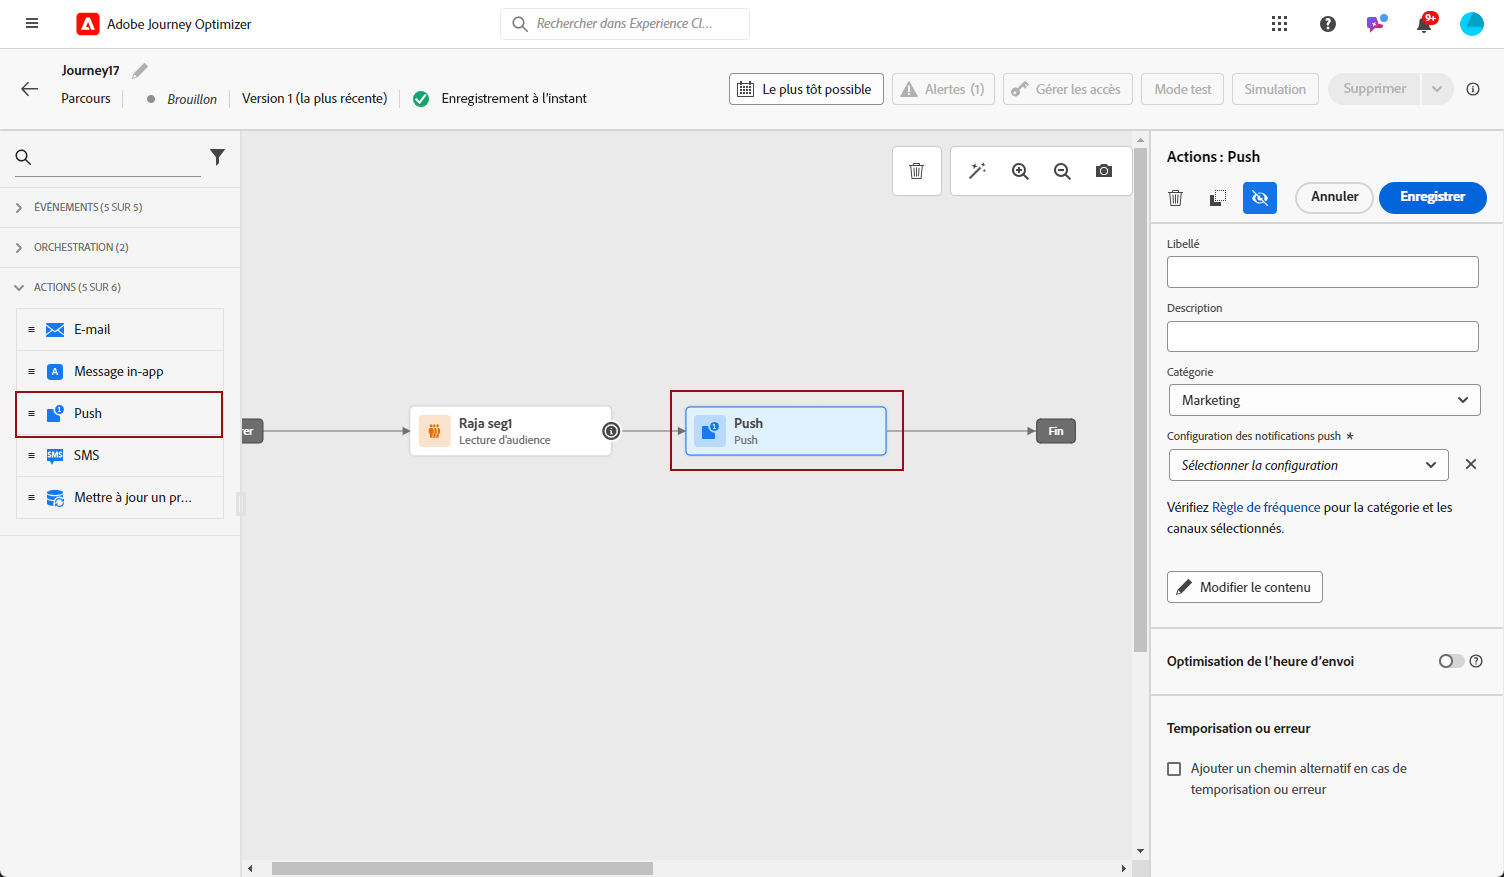 Adobe Journey Optimizer
Rechercher dans Experience Cl...
9+
Journey17
Parcours
Brouillon
Version 1 (la plus récente)
Enregistrement à l’instant
Le plus tôt possible
Alertes (1)
Gérer les accès
Mode test
Simulation
Supprimer
ÉVÉNEMENTS (5 SUR 5)
ORCHESTRATION (2)
ACTIONS (5 SUR 6)
E-mail
Message in-app
Push
SMS
SMS
Mettre à jour un pr...
rer
Raja seg1
Lecture d'audience
Push
Push
Fin
Actions : Push
Annuler
Enregistrer
Libellé
Description
Catégorie
Marketing
Configuration des notifications push *
Sélectionner la configuration
Vérifiez Règle de fréquence pour la catégorie et les
canaux sélectionnés.
Modifier le contenu
Optimisation de l’heure d’envoi
Temporisation ou erreur
Ajouter un chemin alternatif en cas de
temporisation ou erreur